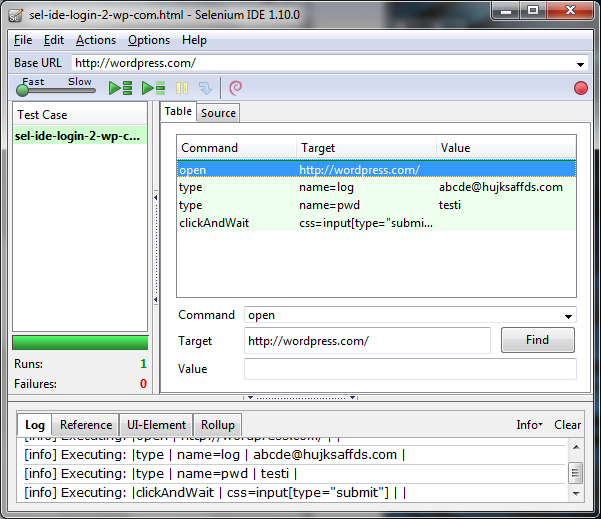 sel-ide-login-2-wp-com.html - Selenium IDE 1.10.0
File Edit Actions Options Help
Base URL http://wordpress.com/
Fast Slow
Test Case
sel-ide-login-2-wp-c...
Runs: 1
Failures: 0
Table Source
Command Target Value
open http://wordpress.com/
type name=log abcde@hujksaffds.com
type name=pwd testi
clickAndWait css=input[type="submi...
Command open
Target http://wordpress.com/ Find
Value
Log Reference UI-Element Rollup Info Clear
[info] Executing: |open | http://wordpress.com/ | |
[info] Executing: |type | name=log | abcde@hujksaffds.com |
[info] Executing: |type | name=pwd | testi |
[info] Executing: |clickAndWait | css=input[type="submit"] | |